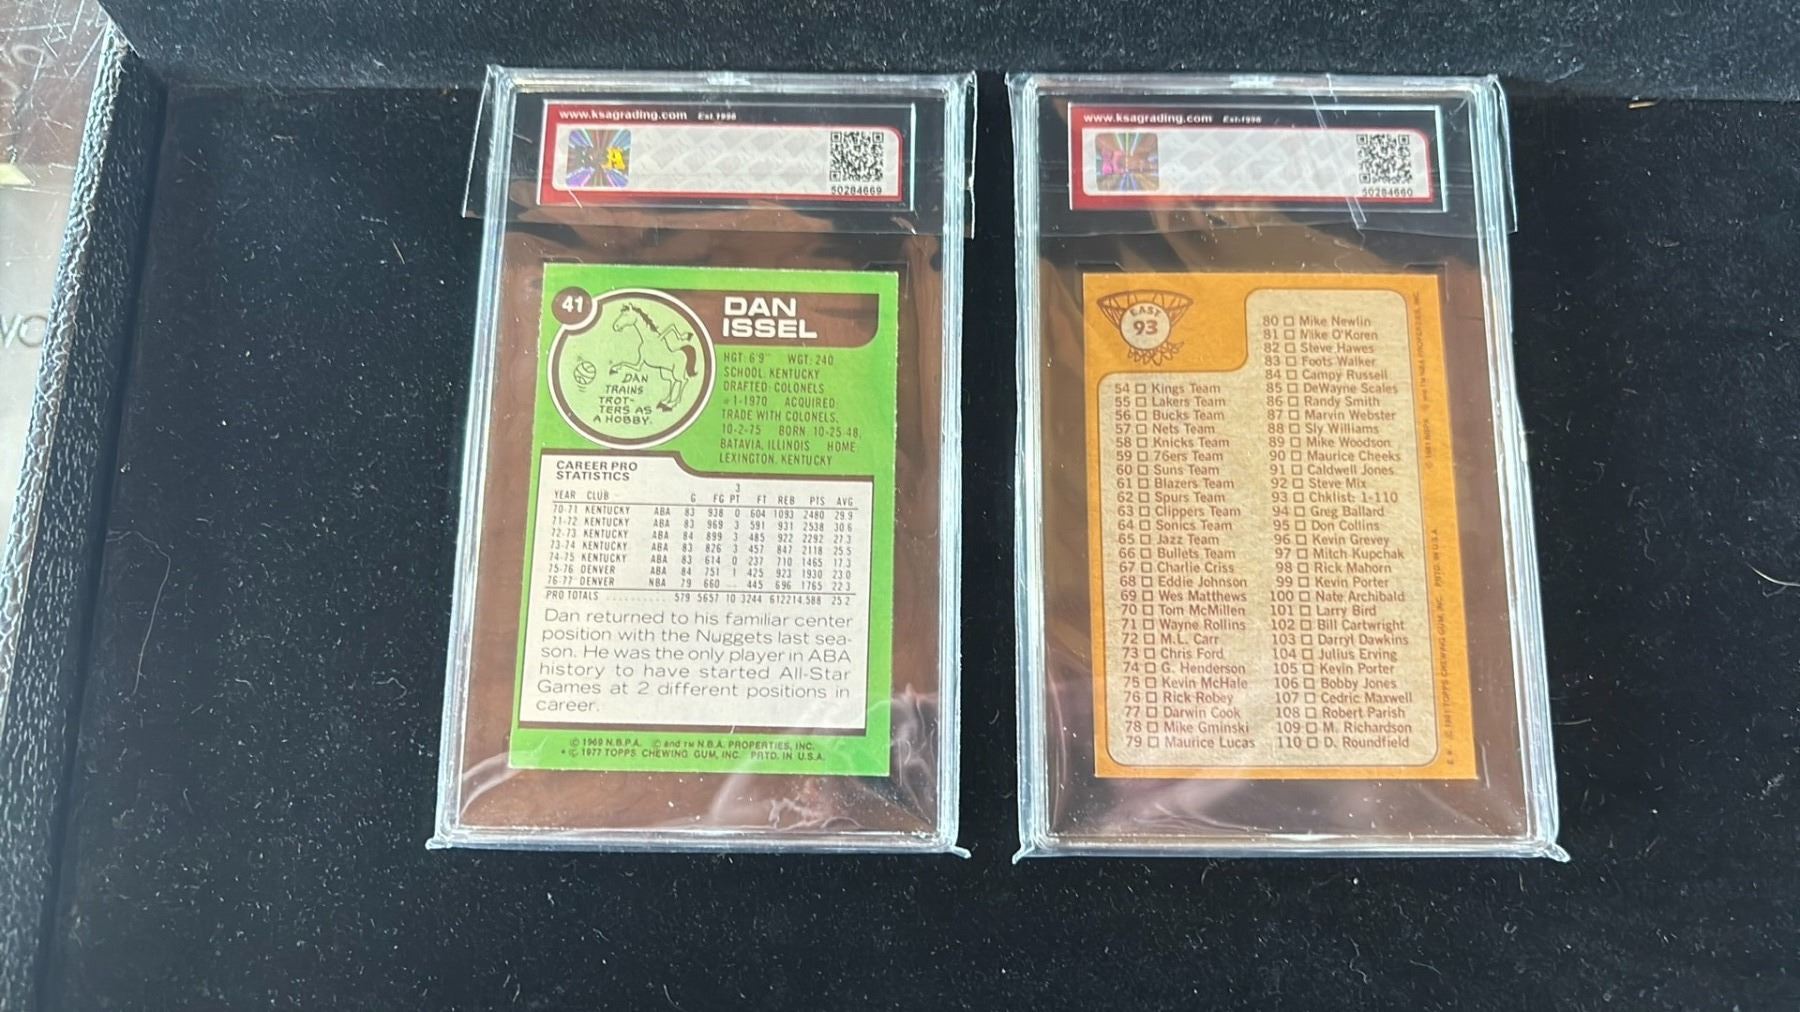 www.ksagrading.com Est.1998
50284669
41
DAN
ISSEL
DAN
TRAINS
TROT-
TERS AS
A HOBBY.
HGT: 6'9" WGT: 240
SCHOOL: KENTUCKY
DRAFTED: COLONELS
#1-1970 ACQUIRED:
TRADE WITH COLONELS,
10-2-75 BORN: 10-25-48,
BATAVIA, ILLINOIS HOME:
LEXINGTON, KENTUCKY
CAREER PRO
STATISTICS
YEAR CLUB G FG 3 PT FT REB PTS AVG
70-71 KENTUCKY ABA 83 938 0 604 1093 2480 29.9
71-72 KENTUCKY ABA 83 969 3 591 931 2538 30.6
72-73 KENTUCKY ABA 84 899 3 485 922 2292 27.3
73-74 KENTUCKY ABA 83 826 3 457 847 2118 25.5
74-75 KENTUCKY ABA 83 614 0 237 710 1465 17.3
75-76 DENVER ABA 84 751 1 425 923 1930 23.0
76-77 DENVER NBA 79 660 — 445 696 1765 22.3
PRO TOTALS 579 5657 10 3244 6122 14,588 25.2
Dan returned to his familiar center
position with the Nuggets last sea-
son. He was the only player in ABA
history to have started All-Star
Games at 2 different positions in
career.
© 1969 N.B.P.A. © and TM N.B.A. PROPERTIES, INC.
* © 1977 TOPPS CHEWING GUM, INC. PRTD. IN U.S.A.
www.ksagrading.com Est.1998
50284660
EAST
93
54 □ Kings Team
55 □ Lakers Team
56 □ Bucks Team
57 □ Nets Team
58 □ Knicks Team
59 □ 76ers Team
60 □ Suns Team
61 □ Blazers Team
62 □ Spurs Team
63 □ Clippers Team
64 □ Sonics Team
65 □ Jazz Team
66 □ Bullets Team
67 □ Charlie Criss
68 □ Eddie Johnson
69 □ Wes Matthews
70 □ Tom McMillen
71 □ Wayne Rollins
72 □ M.L. Carr
73 □ Chris Ford
74 □ G. Henderson
75 □ Kevin McHale
76 □ Rick Robey
77 □ Darwin Cook
78 □ Mike Gminski
79 □ Maurice Lucas
80 □ Mike Newlin
81 □ Mike O'Koren
82 □ Steve Hawes
83 □ Foots Walker
84 □ Campy Russell
85 □ DeWayne Scales
86 □ Randy Smith
87 □ Marvin Webster
88 □ Sly Williams
89 □ Mike Woodson
90 □ Maurice Cheeks
91 □ Caldwell Jones
92 □ Steve Mix
93 □ Chklist: 1-110
94 □ Greg Ballard
95 □ Don Collins
96 □ Kevin Grevey
97 □ Mitch Kupchak
98 □ Rick Mahorn
99 □ Kevin Porter
100 □ Nate Archibald
101 □ Larry Bird
102 □ Bill Cartwright
103 □ Darryl Dawkins
104 □ Julius Erving
105 □ Kevin Porter
106 □ Bobby Jones
107 □ Cedric Maxwell
108 □ Robert Parish
109 □ M. Richardson
110 □ D. Roundfield
© 1981 TOPPS CHEWING GUM, INC. PRTD. IN U.S.A.